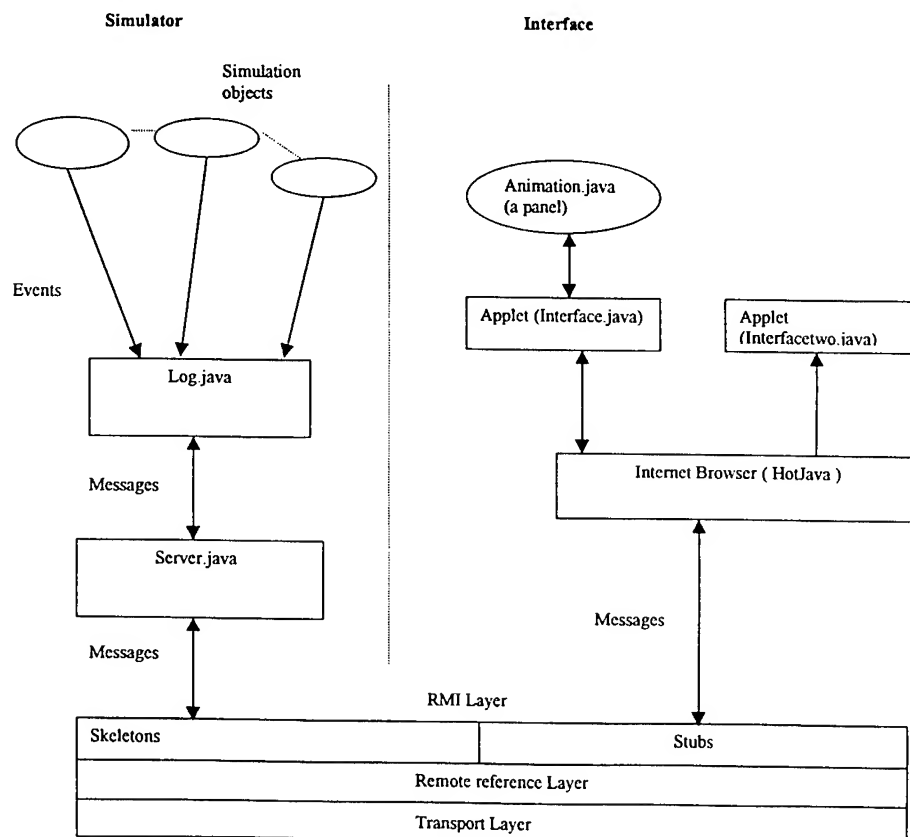 Simulator
Interface
Simulation
objects
Animation.java
(a panel)
Events
Applet (Interface.java)
Applet
(Interfacetwo.java)
Log.java
Internet Browser ( HotJava )
Messages
Server.java
Messages
Messages
RMI Layer
Skeletons
Stubs
Remote reference Layer
Transport Layer